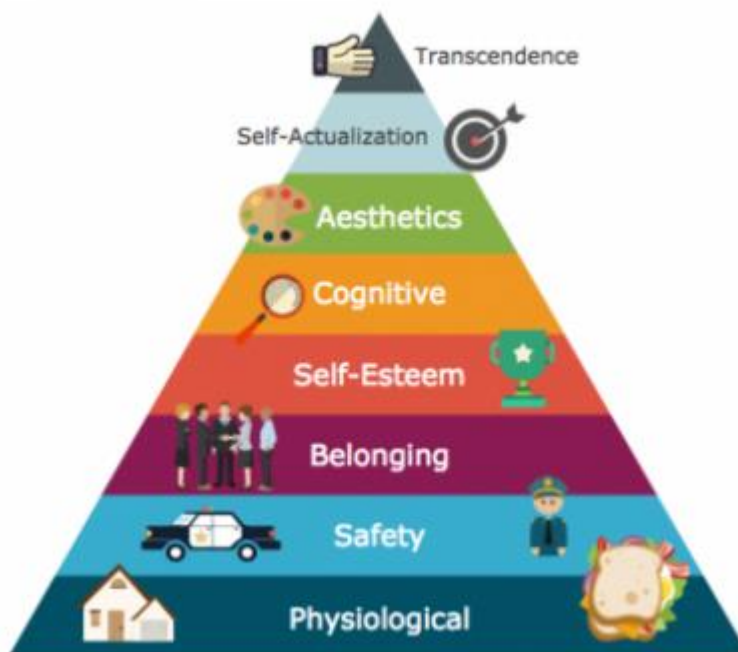 Transcendence
Self-Actualization
Aesthetics
Cognitive
Self-Esteem
Belonging
Safety
Physiological